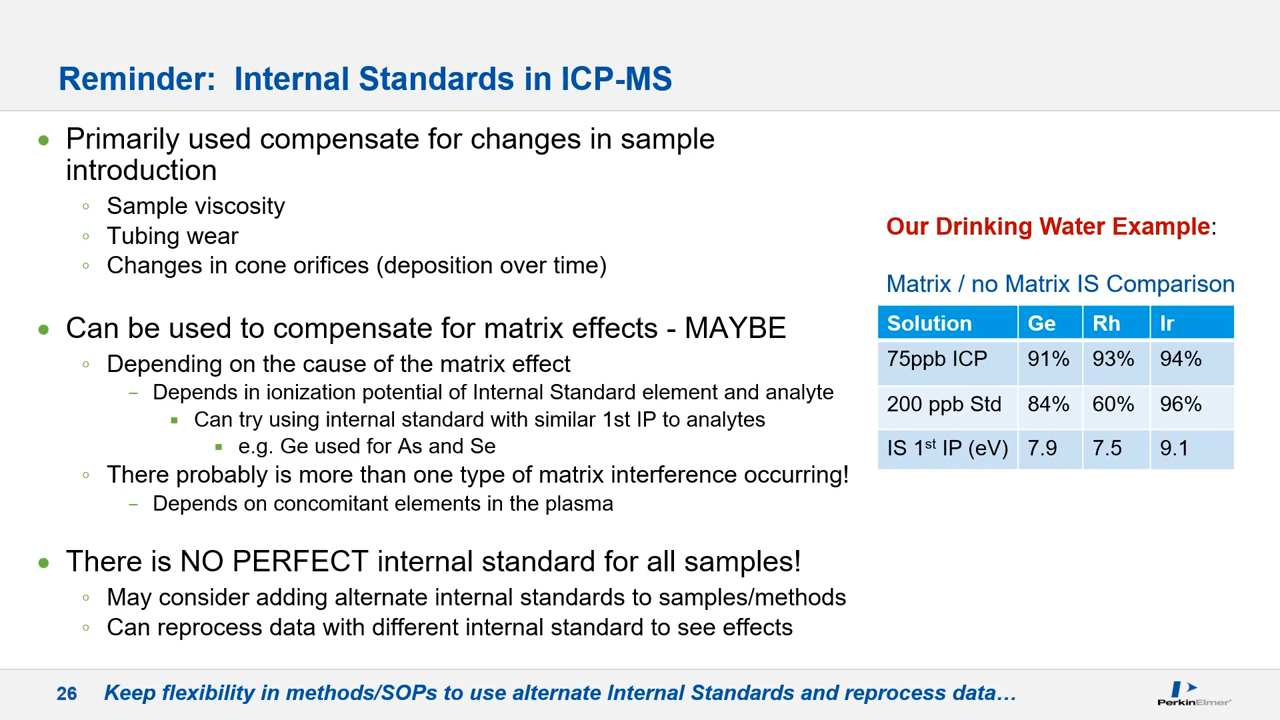 Reminder:  Internal Standards in ICP-MS
• Primarily used compensate for changes in sample
introduction
◦ Sample viscosity
◦ Tubing wear
◦ Changes in cone orifices (deposition over time)
• Can be used to compensate for matrix effects - MAYBE
◦ Depending on the cause of the matrix effect
– Depends in ionization potential of Internal Standard element and analyte
▪ Can try using internal standard with similar 1st IP to analytes
▪ e.g. Ge used for As and Se
◦ There probably is more than one type of matrix interference occurring!
– Depends on concomitant elements in the plasma
• There is NO PERFECT internal standard for all samples!
◦ May consider adding alternate internal standards to samples/methods
◦ Can reprocess data with different internal standard to see effects
Our Drinking Water Example:
Matrix / no Matrix IS Comparison
Solution Ge Rh Ir
75ppb ICP 91% 93% 94%
200 ppb Std 84% 60% 96%
IS 1st IP (eV) 7.9 7.5 9.1
26 Keep flexibility in methods/SOPs to use alternate Internal Standards and reprocess data…
PerkinElmer